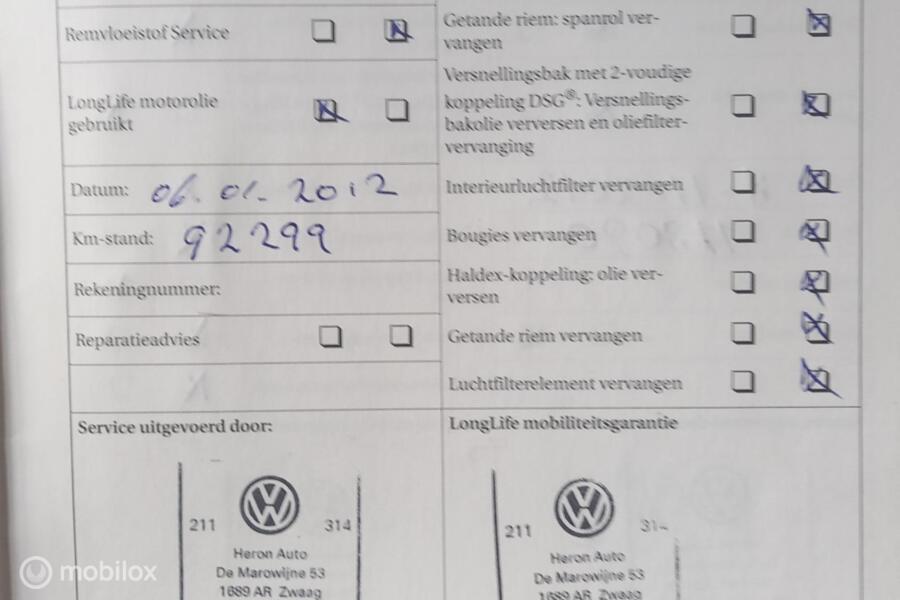 Remvloeistof Service
LongLife motorolie
gebruikt
Datum: 06. 01. 2012
Km-stand: 92299
Rekeningnummer:
Reparatieadvies
Getande riem: spanrol ver-
vangen
Versnellingsbak met 2-voudige
koppeling DSG®: Versnellings-
bakolie verversen en oliefilter-
vervanging
Interieurluchtfilter vervangen
Bougies vervangen
Haldex-koppeling: olie ver-
versen
Getande riem vervangen
Luchtfilterelement vervangen
Service uitgevoerd door:
211 314
Heron Auto
De Marowijne 53
1689 AR Zwaag
LongLife mobiliteitsgarantie
211
Heron Auto
De Marowijne 53
1689 AR Zwaag
mobilox